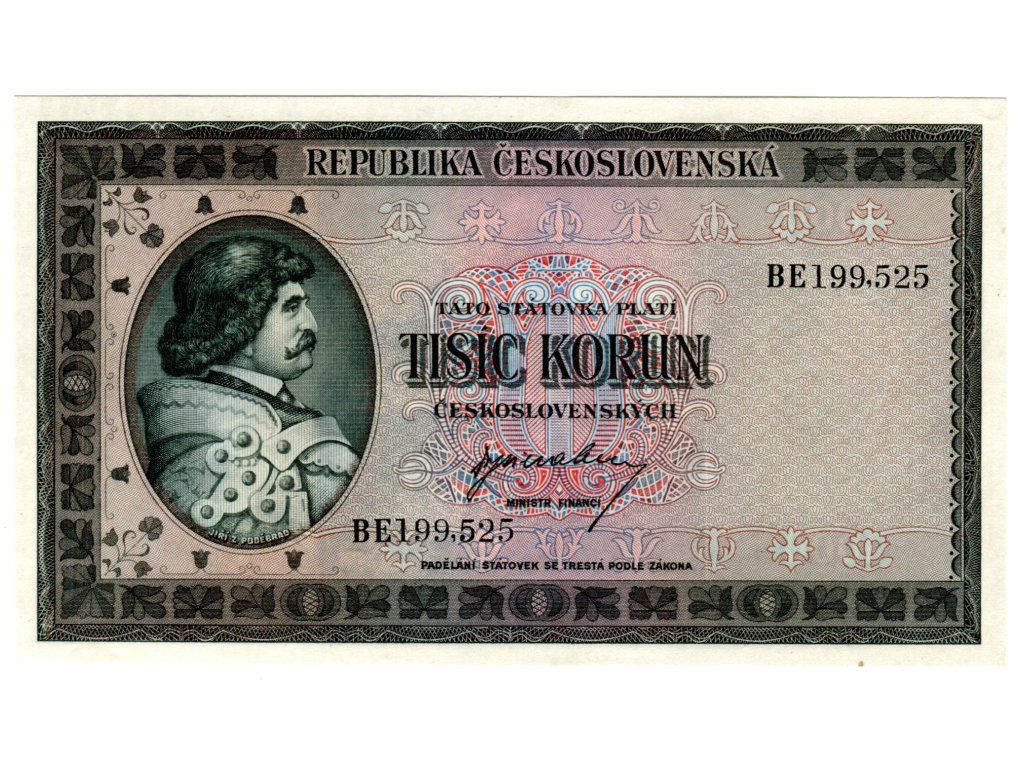 REPUBLIKA ČESKOSLOVENSKÁ
BE199,525
TATO STÁTOVKA PLATÍ
TISÍC KORUN
ČESKOSLOVENSKÝCH
MINISTR FINANCÍ
JIŘÍ Z PODĚBRAD
BE199,525
PADĚLÁNÍ STÁTOVEK SE TRESTÁ PODLE ZÁKONA